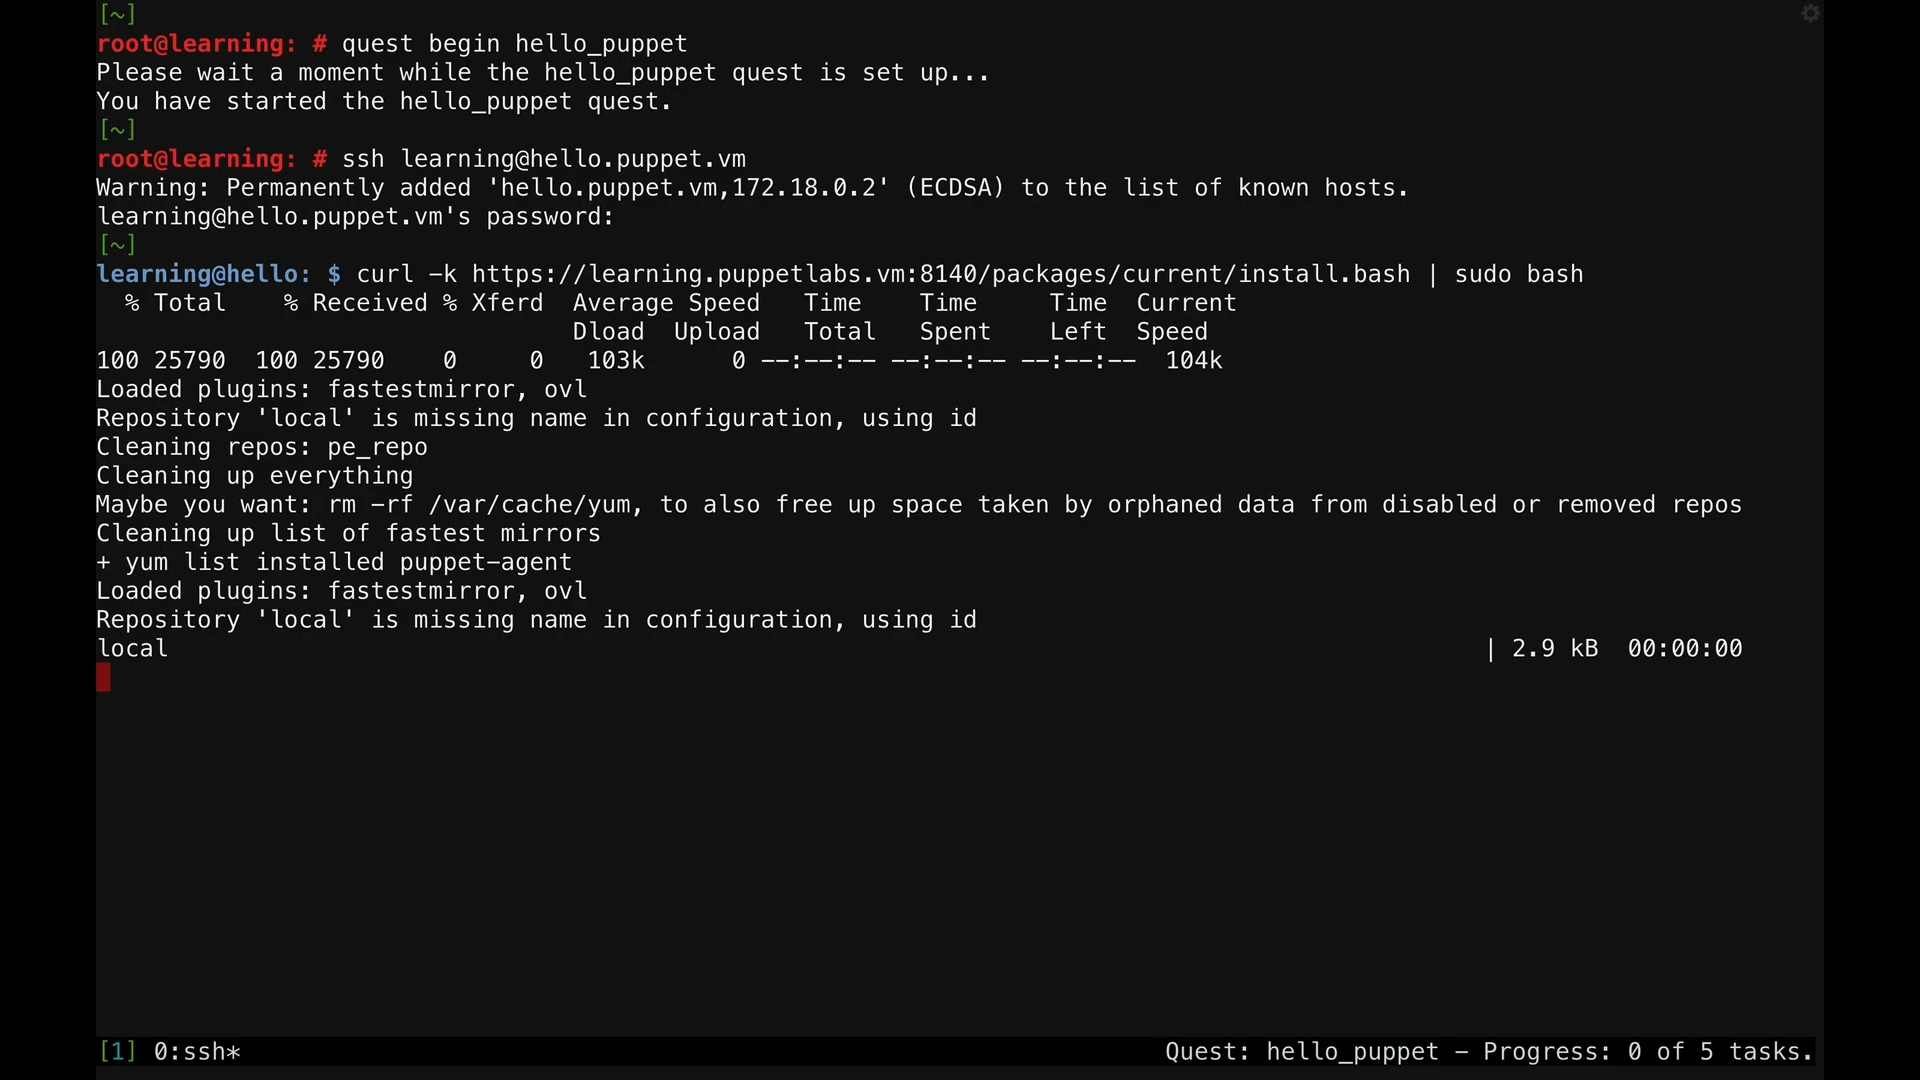 [~]
root@learning: # quest begin hello_puppet
Please wait a moment while the hello_puppet quest is set up...
You have started the hello_puppet quest.
[~]
root@learning: # ssh learning@hello.puppet.vm
Warning: Permanently added 'hello.puppet.vm,172.18.0.2' (ECDSA) to the list of known hosts.
learning@hello.puppet.vm's password:
[~]
learning@hello: $ curl -k https://learning.puppetlabs.vm:8140/packages/current/install.bash | sudo bash
  % Total    % Received % Xferd  Average Speed   Time    Time     Time  Current
                                 Dload  Upload   Total   Spent    Left  Speed
100 25790  100 25790    0     0   103k      0 --:--:-- --:--:-- --:--:--  104k
Loaded plugins: fastestmirror, ovl
Repository 'local' is missing name in configuration, using id
Cleaning repos: pe_repo
Cleaning up everything
Maybe you want: rm -rf /var/cache/yum, to also free up space taken by orphaned data from disabled or removed repos
Cleaning up list of fastest mirrors
+ yum list installed puppet-agent
Loaded plugins: fastestmirror, ovl
Repository 'local' is missing name in configuration, using id
local | 2.9 kB  00:00:00
[1] 0:ssh* Quest: hello_puppet - Progress: 0 of 5 tasks.